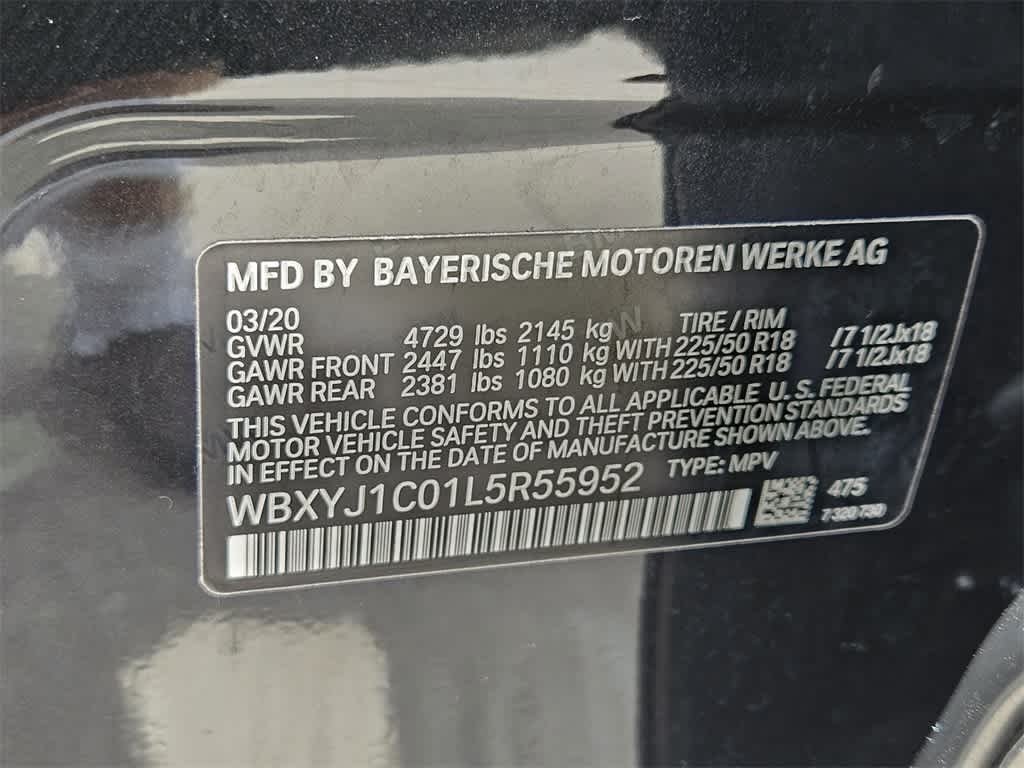 MFD BY BAYERISCHE MOTOREN WERKE AG
03/20 TIRE / RIM
GVWR 4729 lbs 2145 kg
GAWR FRONT 2447 lbs 1110 kg WITH 225/50 R18 /7 1/2Jx18
GAWR REAR 2381 lbs 1080 kg WITH 225/50 R18 /7 1/2Jx18
THIS VEHICLE CONFORMS TO ALL APPLICABLE U. S. FEDERAL
MOTOR VEHICLE SAFETY AND THEFT PREVENTION STANDARDS
IN EFFECT ON THE DATE OF MANUFACTURE SHOWN ABOVE.
WBXYJ1C01L5R55952 TYPE: MPV
475
7 320 730